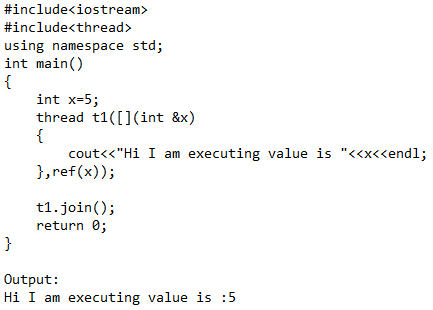 #include<iostream>
#include<thread>
using namespace std;
int main()
{
    int x=5;
    thread t1([](int &x)
    {
        cout<<"Hi I am executing value is "<<x<<endl;
    },ref(x));

    t1.join();
    return 0;
}

Output:
Hi I am executing value is :5